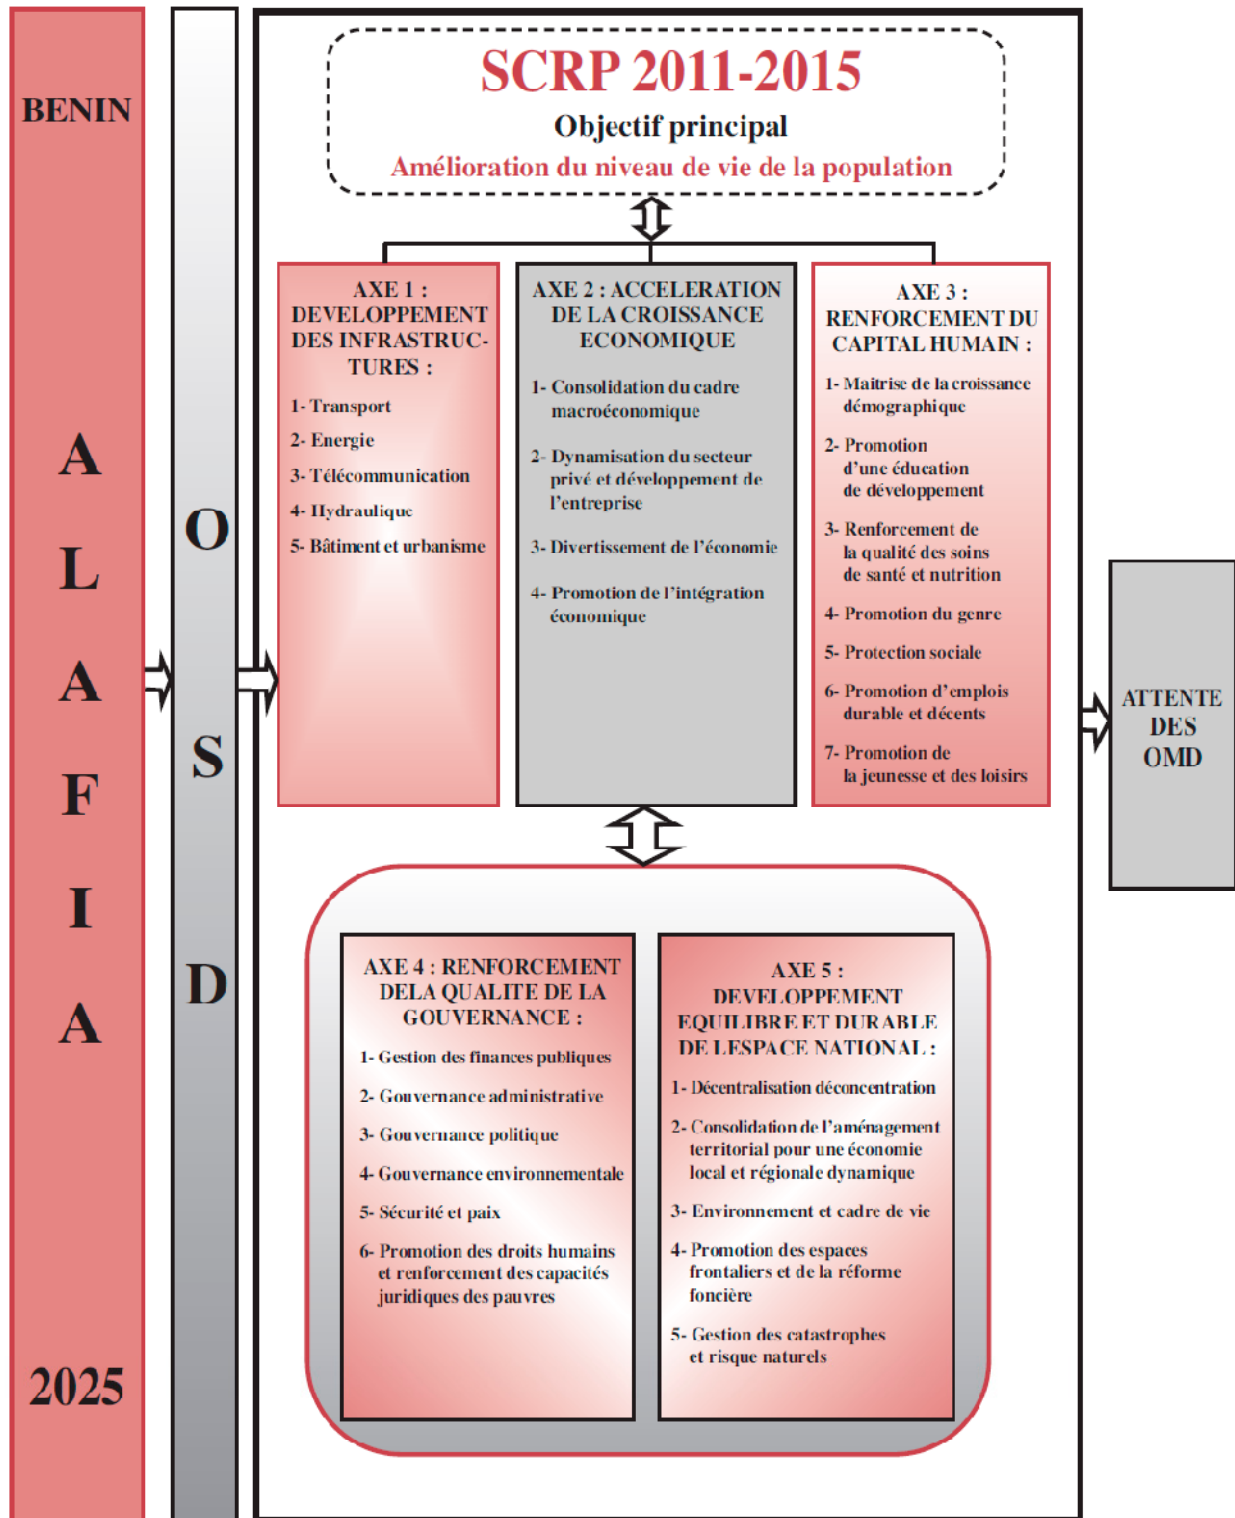 BENIN
A
L
A
F
I
A
2025
O
S
D
SCRP 2011-2015
Objectif principal
Amélioration du niveau de vie de la population
AXE 1 :
DEVELOPPEMENT
DES INFRASTRUC-
TURES :
1- Transport
2- Energie
3- Télécommunication
4- Hydraulique
5- Bâtiment et urbanisme
AXE 2 : ACCELERATION
DE LA CROISSANCE
ECONOMIQUE
1- Consolidation du cadre
macroéconomique
2- Dynamisation du secteur
privé et développement de
l'entreprise
3- Divertissement de l'économie
4- Promotion de l'intégration
économique
AXE 3 :
RENFORCEMENT DU
CAPITAL HUMAIN :
1- Maitrise de la croissance
démographique
2- Promotion
d'une éducation
de développement
3- Renforcement de
la qualité des soins
de santé et nutrition
4- Promotion du genre
5- Protection sociale
6- Promotion d'emplois
durable et décents
7- Promotion de
la jeunesse et des loisirs
AXE 4 : RENFORCEMENT
DELA QUALITE DE LA
GOUVERNANCE :
1- Gestion des finances publiques
2- Gouvernance administrative
3- Gouvernance politique
4- Gouvernance environnementale
5- Sécurité et paix
6- Promotion des droits humains
et renforcement des capacités
juridiques des pauvres
AXE 5 :
DEVELOPPEMENT
EQUILIBRE ET DURABLE
DE LESPACE NATIONAL :
1- Décentralisation déconcentration
2- Consolidation de l'aménagement
territorial pour une économie
local et régionale dynamique
3- Environnement et cadre de vie
4- Promotion des espaces
frontaliers et de la réforme
foncière
5- Gestion des catastrophes
et risque naturels
ATTENTE
DES
OMD